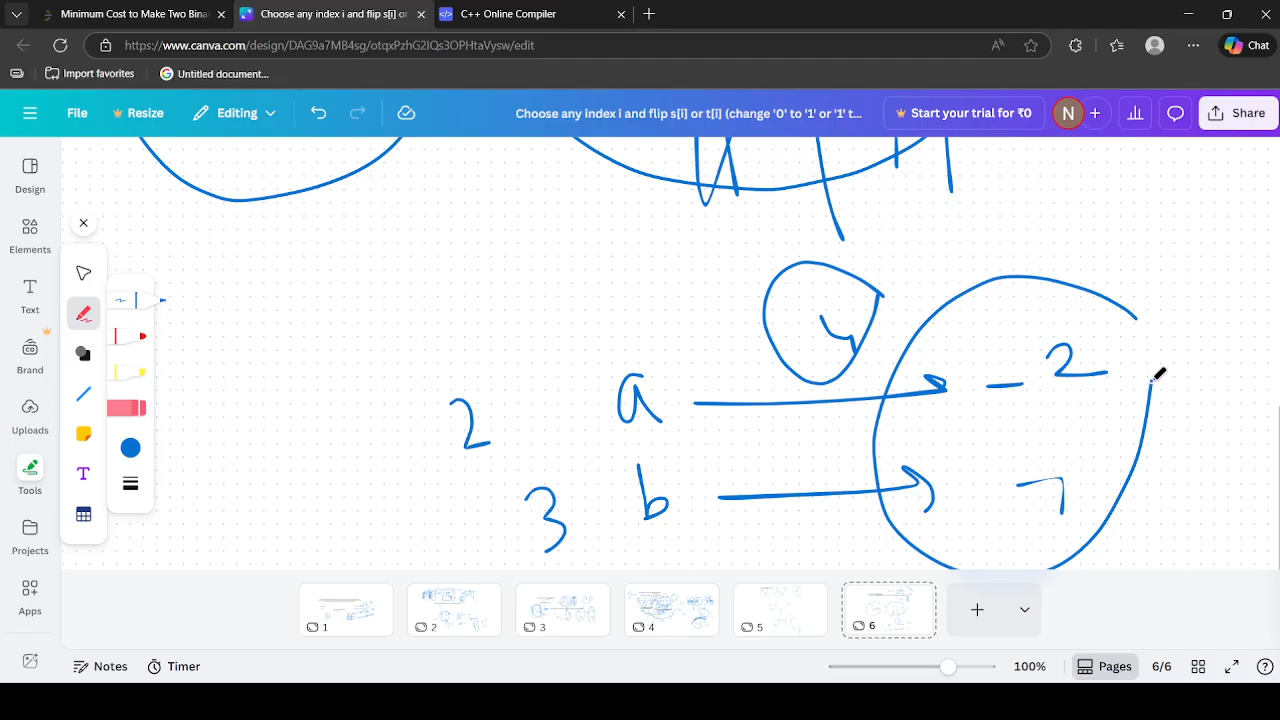 Minimum Cost to Make Two Bina
Choose any index i and flip s[i] or
C++ Online Compiler
https://www.canva.com/design/DAG9a7MB4sg/otqxPzhG2IQs3OPHtaVysw/edit
Chat
Import favorites
Untitled document...
File
Resize
Editing
Choose any index i and flip s[i] or t[i] (change '0' to '1' or '1' t...
N
Start your trial for ₹0
Share
Design
Elements
Text
Brand
Uploads
Tools
Projects
Apps
4
2 a - 2
3 b 7
1
2
3
4
5
6
Notes
Timer
100%
Pages
6/6